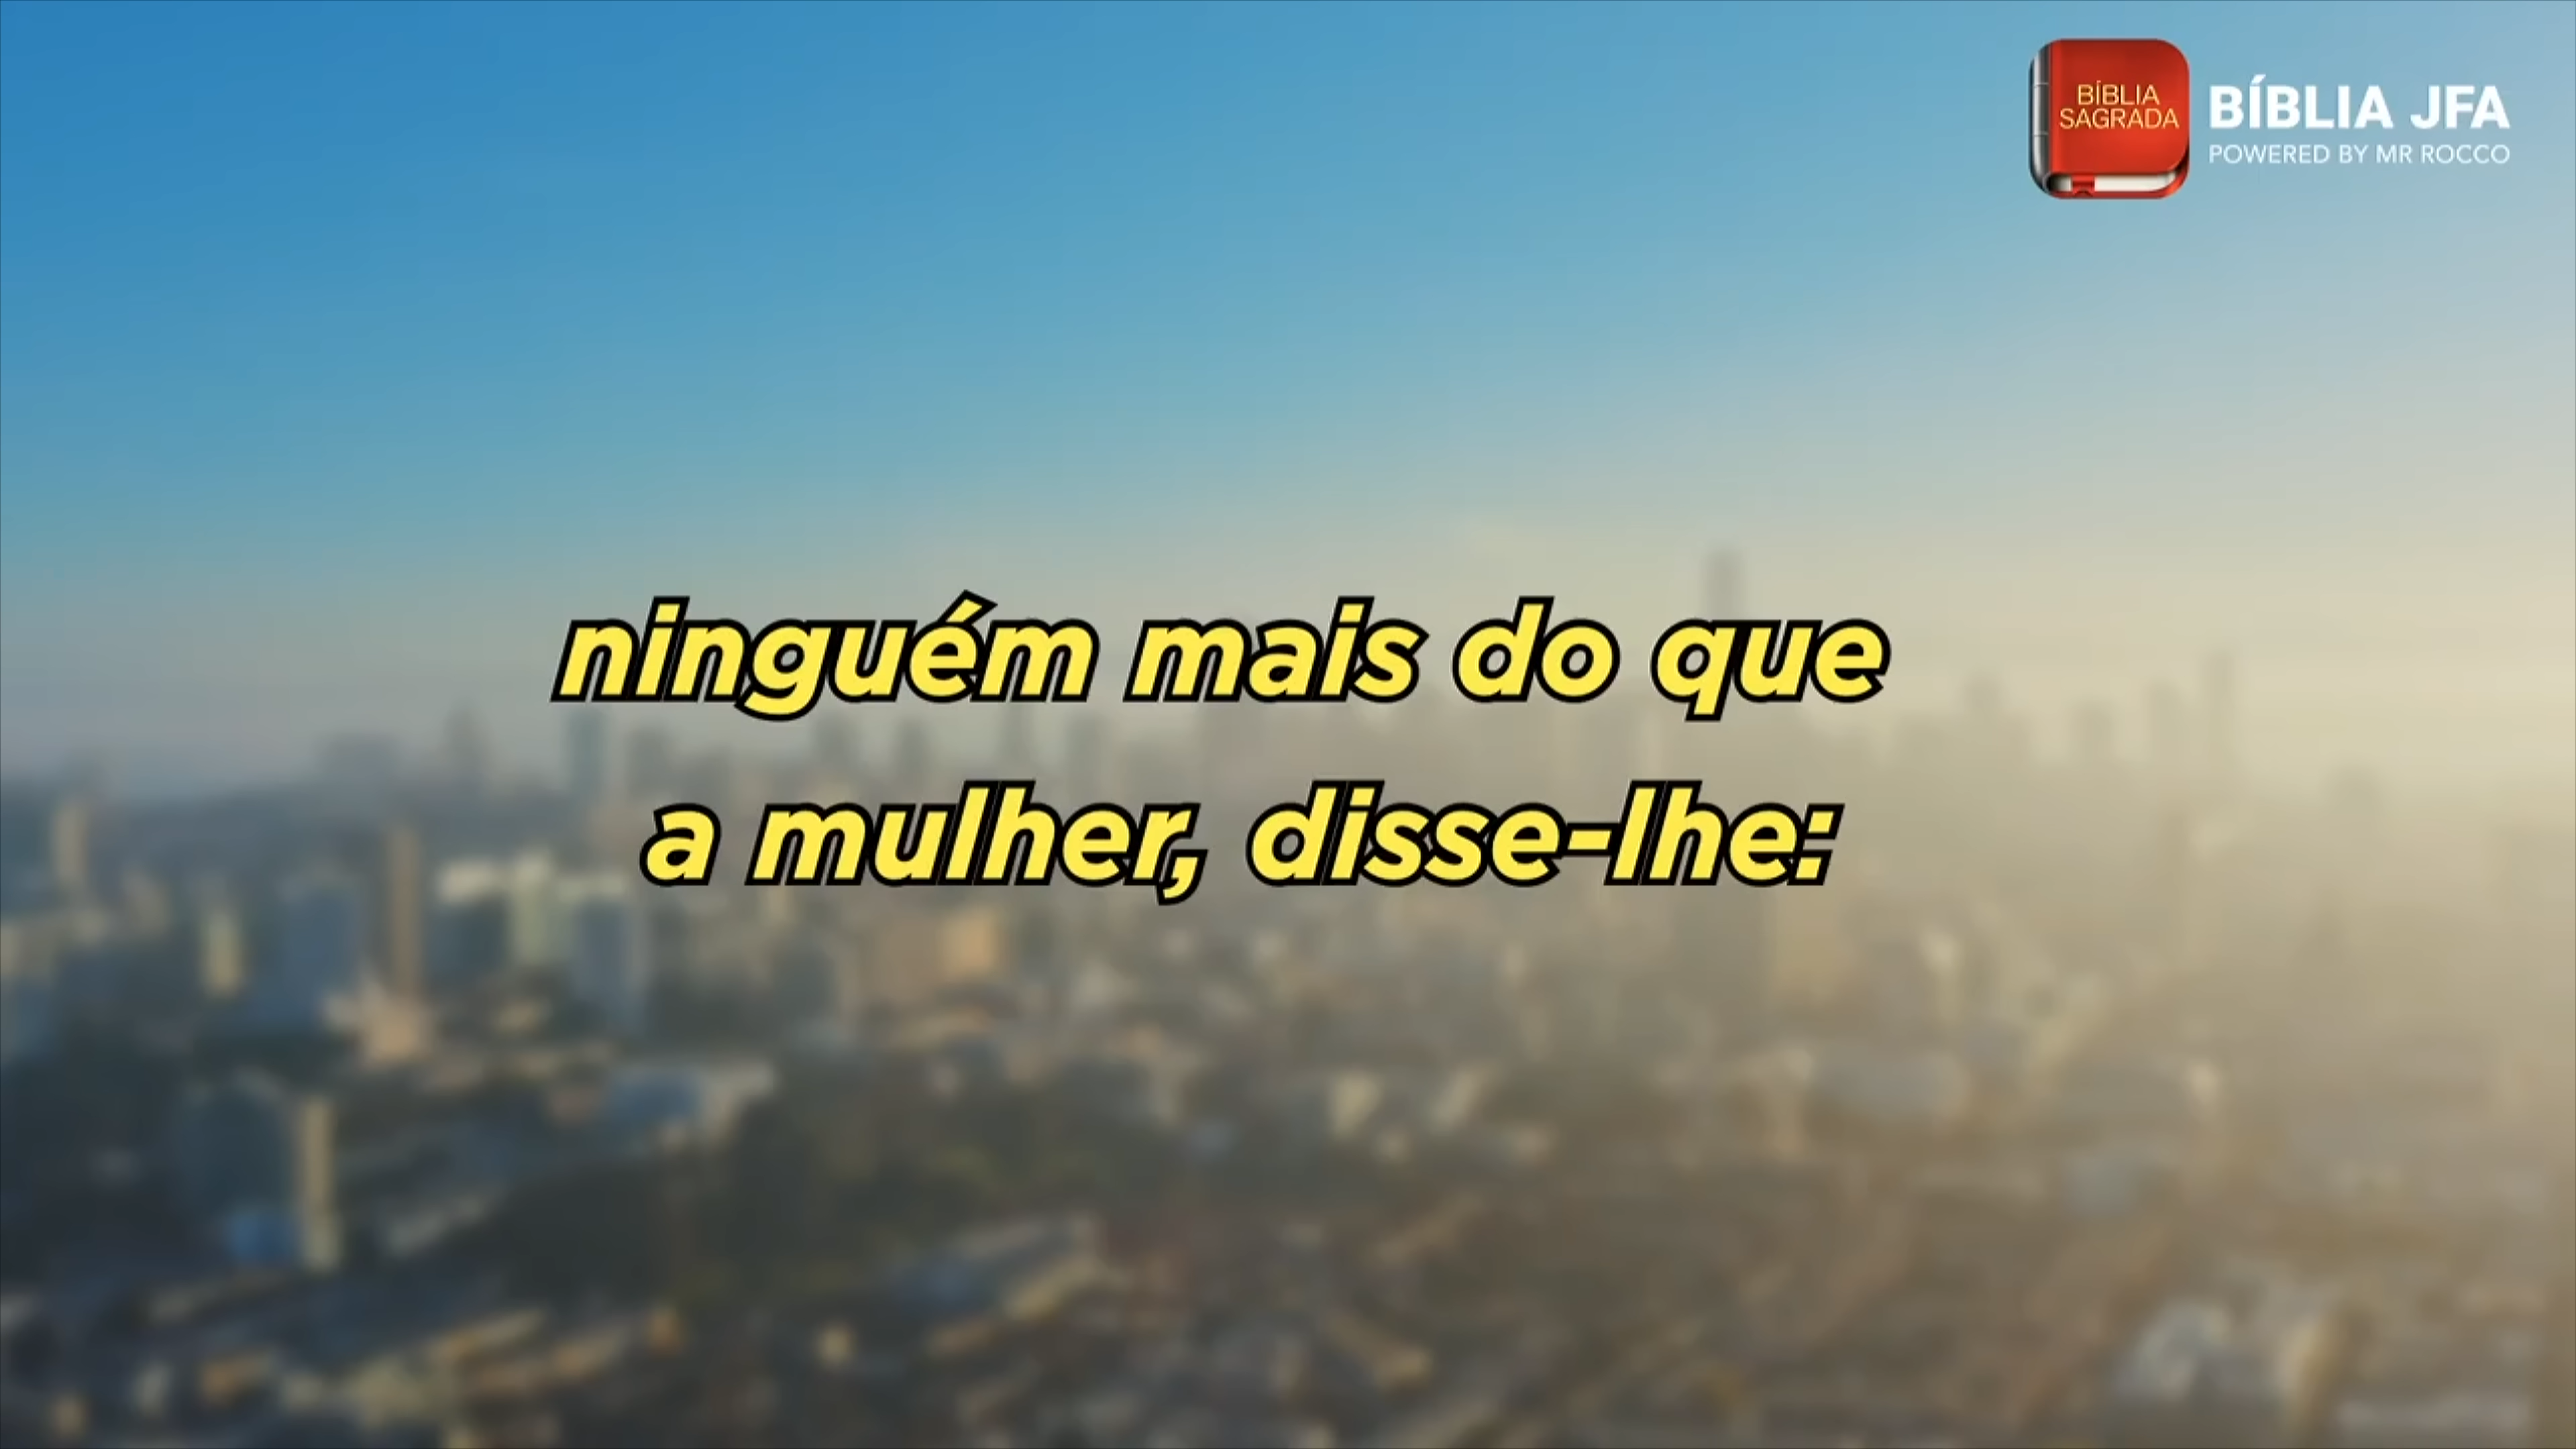 BÍBLIA
SAGRADA
BÍBLIA JFA
POWERED BY MR ROCCO
ninguém mais do que
a mulher, disse-lhe: